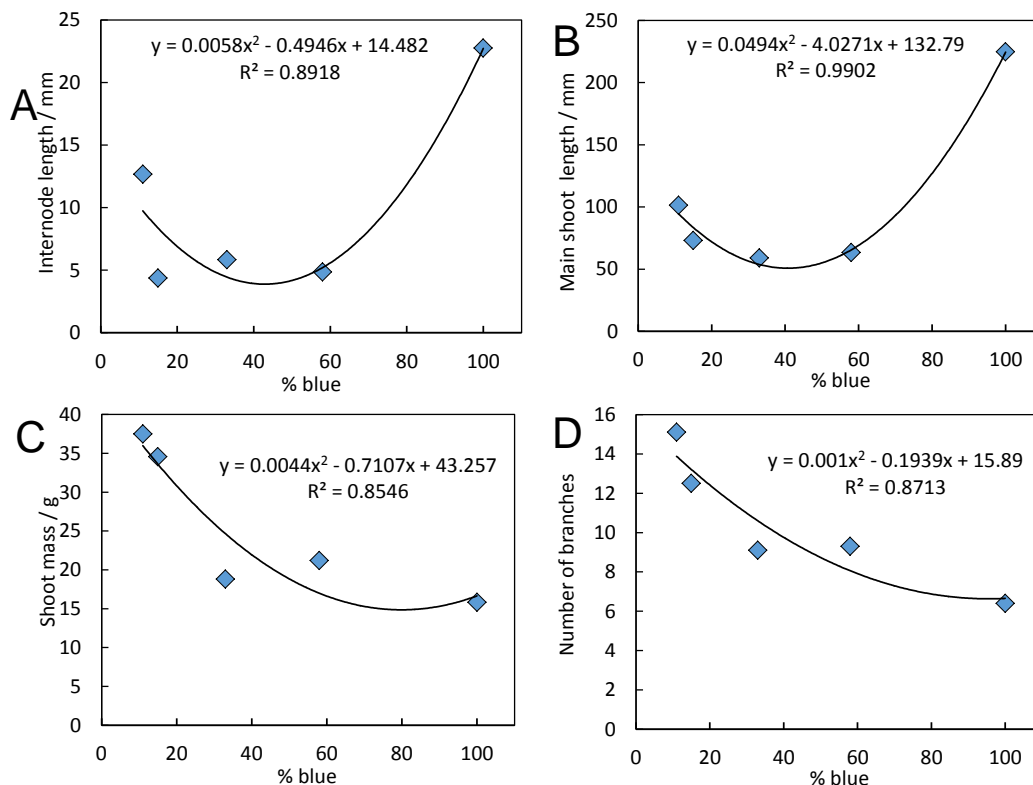 A
y = 0.0058x² - 0.4946x + 14.482
R² = 0.8918
Internode length / mm
25
20
15
10
5
0
0 20 40 60 80 100
% blue
B
y = 0.0494x² - 4.0271x + 132.79
R² = 0.9902
Main shoot length / mm
250
200
150
100
50
0
0 20 40 60 80 100
% blue
C
y = 0.0044x² - 0.7107x + 43.257
R² = 0.8546
Shoot mass / g
40
35
30
25
20
15
10
5
0
0 20 40 60 80 100
% blue
D
y = 0.001x² - 0.1939x + 15.89
R² = 0.8713
Number of branches
16
14
12
10
8
6
4
2
0
0 20 40 60 80 100
% blue